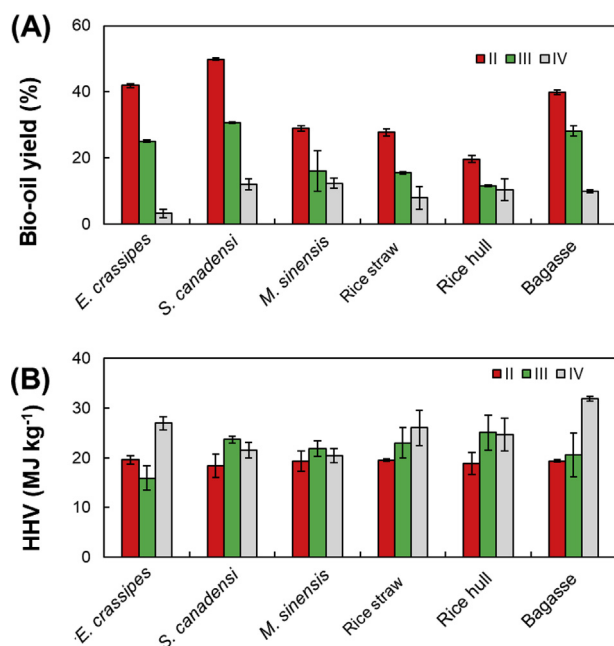 (A)
Bio-oil yield (%)
60
40
20
0
II III IV
E. crassipes
S. canadensi
M. sinensis
Rice straw
Rice hull
Bagasse
(B)
HHV (MJ kg⁻¹)
40
30
20
10
0
II III IV
E. crassipes
S. canadensi
M. sinensis
Rice straw
Rice hull
Bagasse